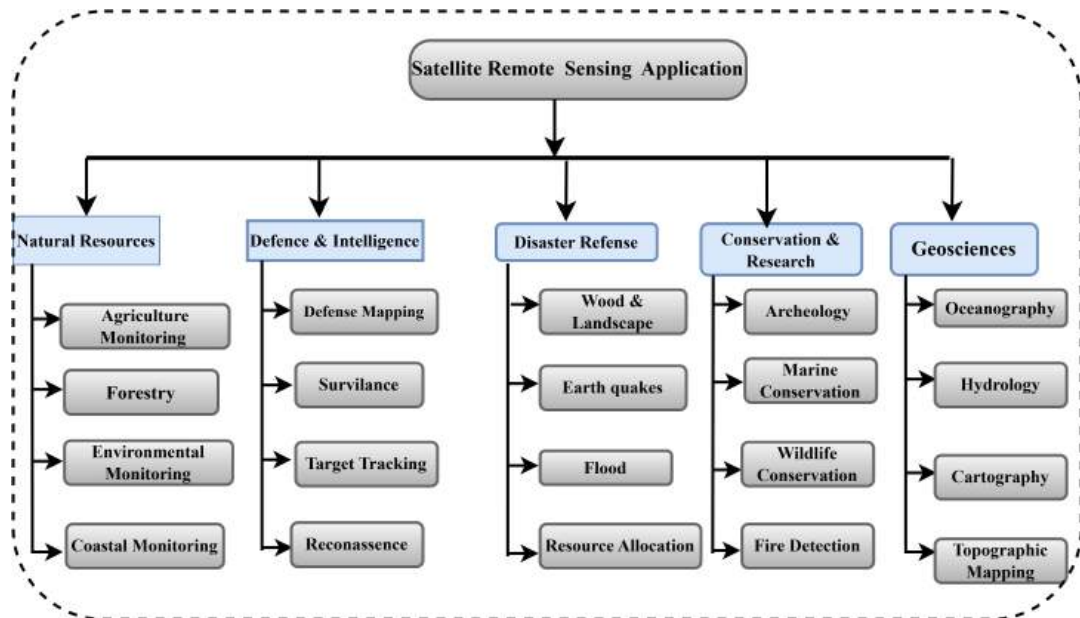 Satellite Remote Sensing Application
Natural Resources
Agriculture
Monitoring
Forestry
Environmental
Monitoring
Coastal Monitoring
Defence & Intelligence
Defense Mapping
Survilance
Target Tracking
Reconassence
Disaster Refense
Wood &
Landscape
Earth quakes
Flood
Resource Allocation
Conservation &
Research
Archeology
Marine
Conservation
Wildlife
Conservation
Fire Detection
Geosciences
Oceanography
Hydrology
Cartography
Topographic
Mapping